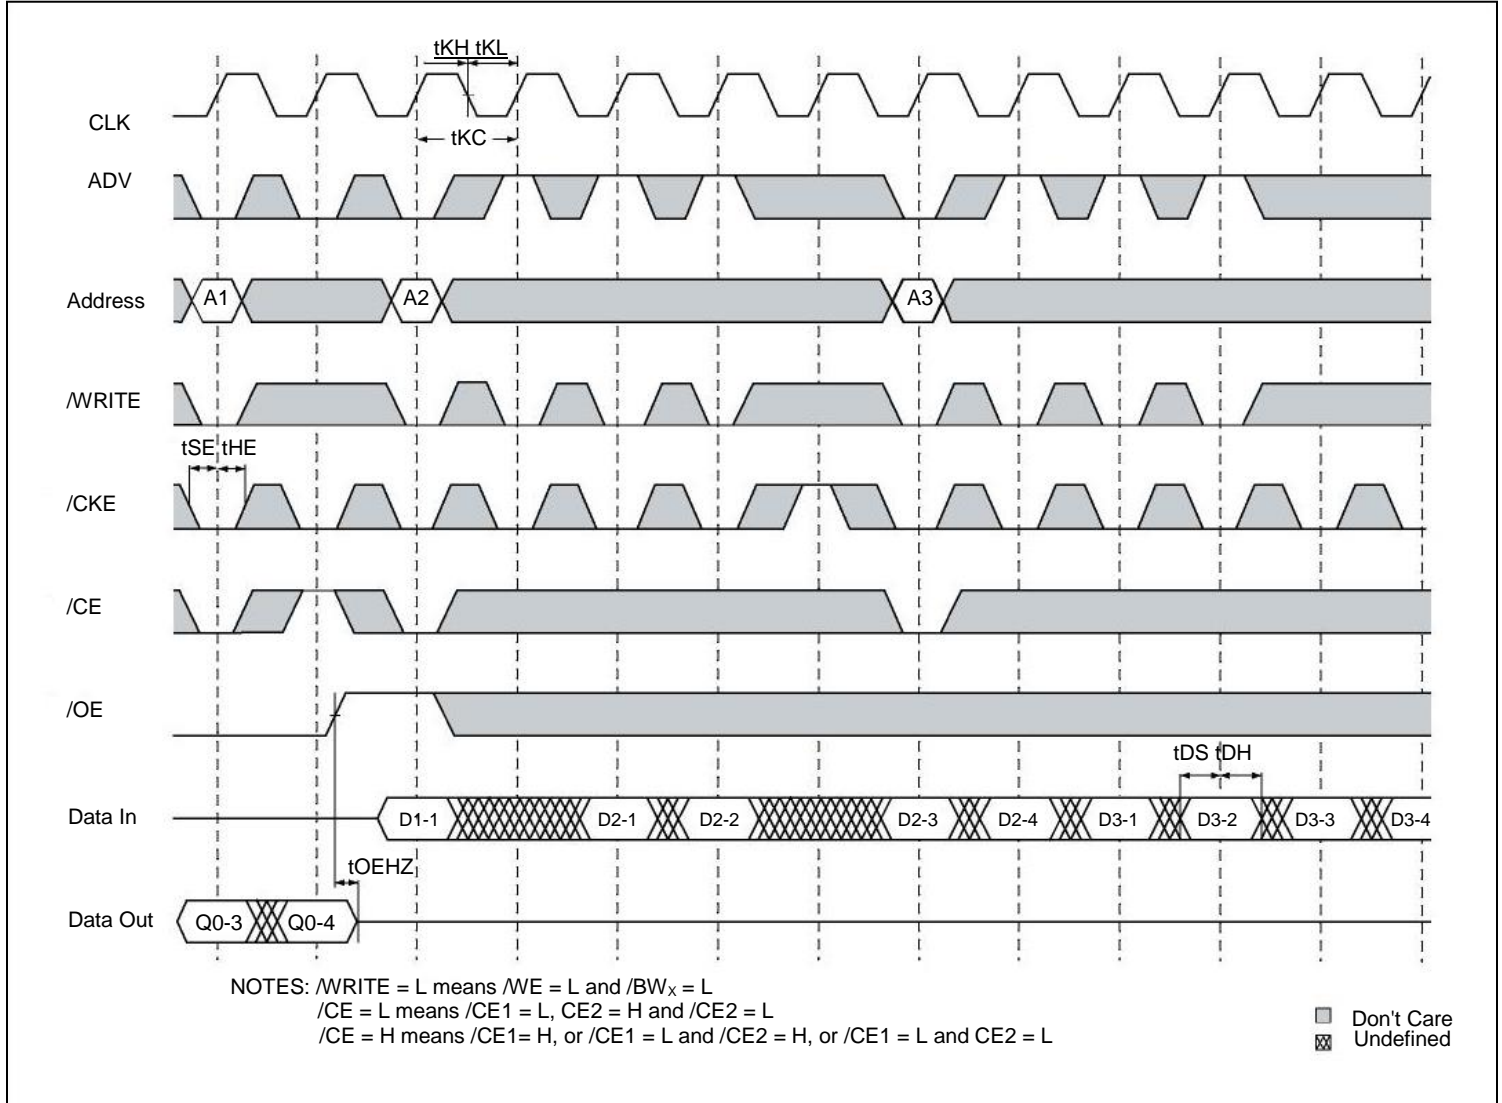 tKH tKL
CLK
tKC
ADV
Address
A1
A2
A3
/WRITE
tSE tHE
/CKE
/CE
/OE
tDS tDH
Data In
D1-1
D2-1
D2-2
D2-3
D2-4
D3-1
D3-2
D3-3
D3-4
tOEHZ
Data Out
Q0-3
Q0-4
NOTES: /WRITE = L means /WE = L and /BWX = L
/CE = L means /CE1 = L, CE2 = H and /CE2 = L
/CE = H means /CE1= H, or /CE1 = L and /CE2 = H, or /CE1 = L and CE2 = L
Don't Care
Undefined